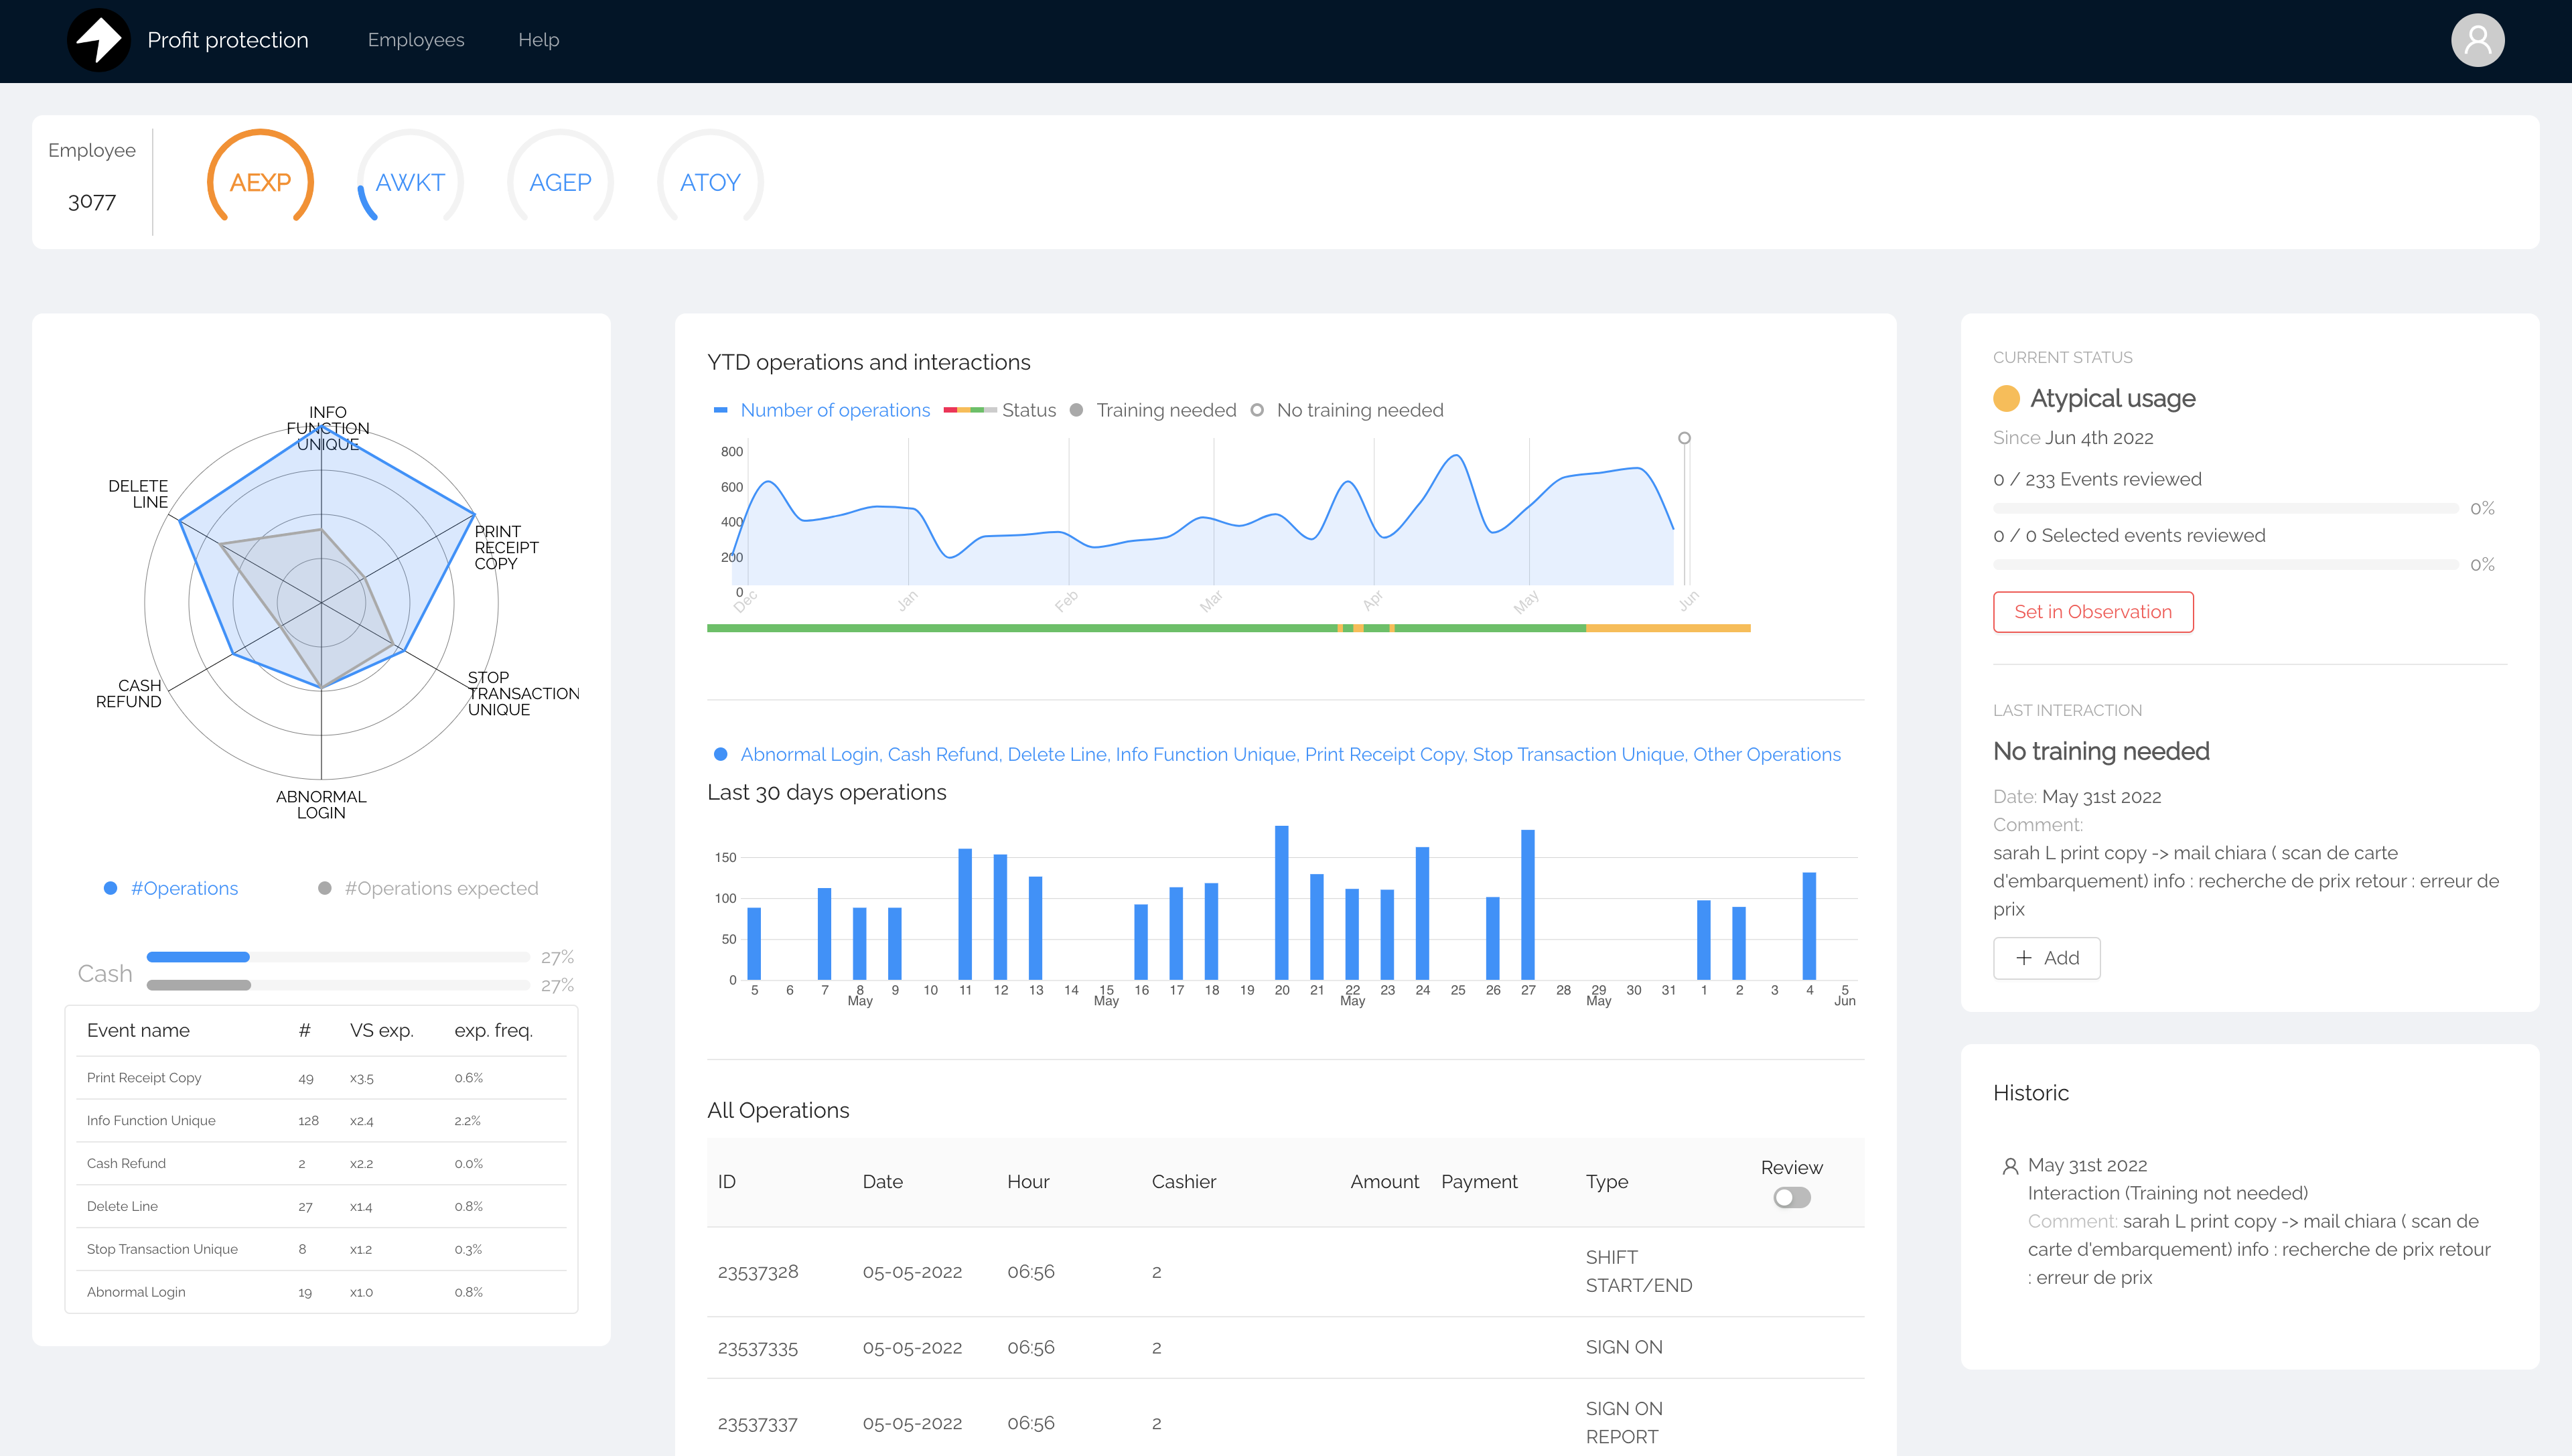 Profit protection
Employees
Help
Employee
3077
AEXP
AWKT
AGEP
ATOY
INFO
FUNCTION
UNIQUE
DELETE
LINE
PRINT
RECEIPT
COPY
CASH
REFUND
STOP
TRANSACTION
UNIQUE
ABNORMAL
LOGIN
#Operations
#Operations expected
Cash
27%
27%
Event name # VS exp. exp. freq.
Print Receipt Copy 49 x3.5 0.6%
Info Function Unique 128 x2.4 2.2%
Cash Refund 2 x2.2 0.0%
Delete Line 27 x1.4 0.8%
Stop Transaction Unique 8 x1.2 0.3%
Abnormal Login 19 x1.0 0.8%
YTD operations and interactions
Number of operations Status Training needed No training needed
800
600
400
200
0
Dec Jan Feb Mar Apr May Jun
Abnormal Login, Cash Refund, Delete Line, Info Function Unique, Print Receipt Copy, Stop Transaction Unique, Other Operations
Last 30 days operations
150
100
50
0
5 6 7 8 9 10 11 12 13 14 15 16 17 18 19 20 21 22 23 24 25 26 27 28 29 30 31 1 2 3 4 5
May May May May Jun
All Operations
ID Date Hour Cashier Amount Payment Type Review
23537328 05-05-2022 06:56 2 SHIFT
START/END
23537335 05-05-2022 06:56 2 SIGN ON
23537337 05-05-2022 06:56 2 SIGN ON
REPORT
CURRENT STATUS
Atypical usage
Since Jun 4th 2022
0 / 233 Events reviewed
0%
0 / 0 Selected events reviewed
0%
Set in Observation
LAST INTERACTION
No training needed
Date: May 31st 2022
Comment:
sarah L print copy -> mail chiara ( scan de carte
d'embarquement) info : recherche de prix retour : erreur de
prix
+ Add
Historic
May 31st 2022
Interaction (Training not needed)
Comment: sarah L print copy -> mail chiara ( scan de
carte d'embarquement) info : recherche de prix retour
: erreur de prix